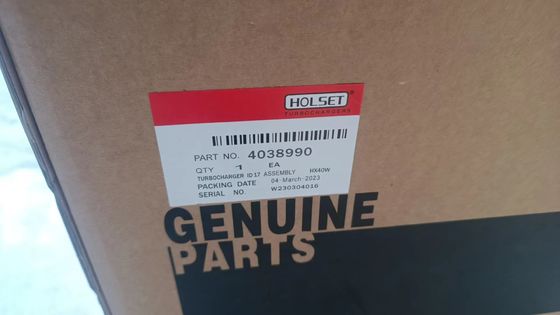 HOLSET®
TURBOCHARGERS
PART NO. 4038990
QTY 1 EA
TURBOCHARGER ID17 ASSEMBLY HX40W
PACKING DATE 04-March-2023
SERIAL NO. W230304016
GENUINE
PARTS